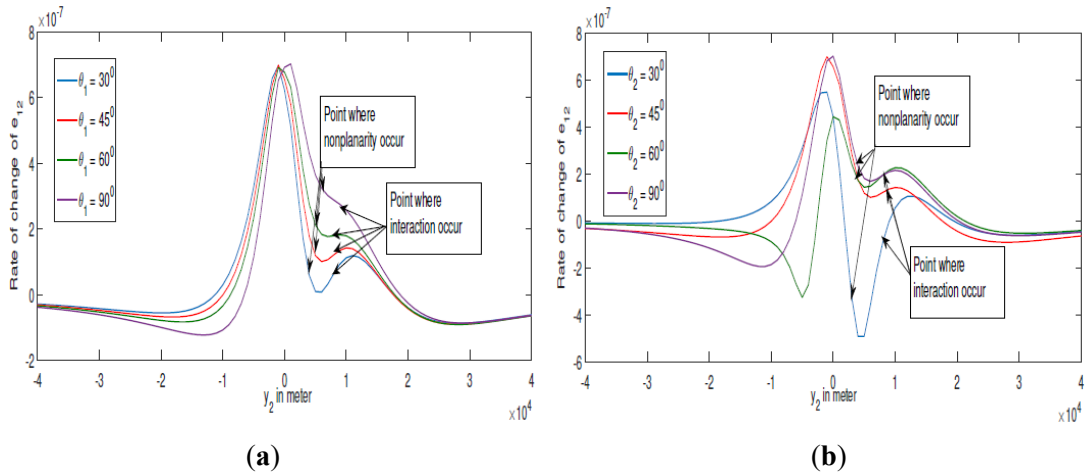 ×10⁻⁷
8
6
4
2
0
-2
Rate of change of e₁₂
θ₁ = 30⁰
θ₁ = 45⁰
θ₁ = 60⁰
θ₁ = 90⁰
Point where
nonplanarity occur
Point where
interaction occur
-4 -3 -2 -1 0 1 2 3 4
y₂ in meter
×10⁴
(a)
×10⁻⁷
8
6
4
2
0
-2
-4
-6
Rate of change of e₁₂
θ₂ = 30⁰
θ₂ = 45⁰
θ₂ = 60⁰
θ₂ = 90⁰
Point where
nonplanarity occur
Point where
interaction occur
-4 -3 -2 -1 0 1 2 3 4
y₂ in meter
×10⁴
(b)